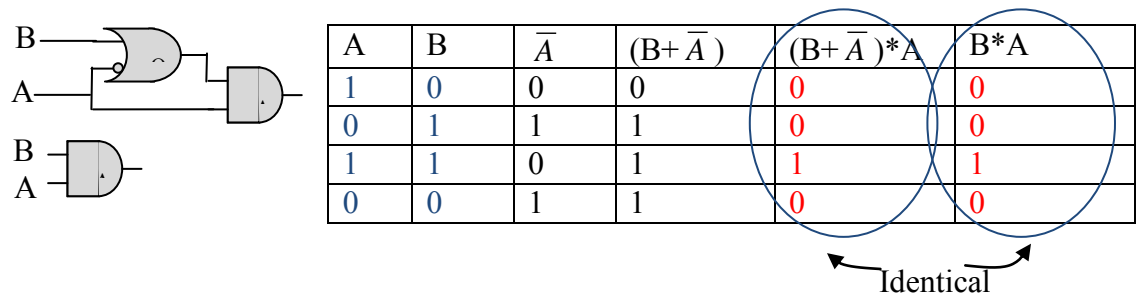 B
A
B
A
A B A̅ (B+ A̅ ) (B+ A̅ )*A B*A
1 0 0 0 0 0
0 1 1 1 0 0
1 1 0 1 1 1
0 0 1 1 0 0
Identical